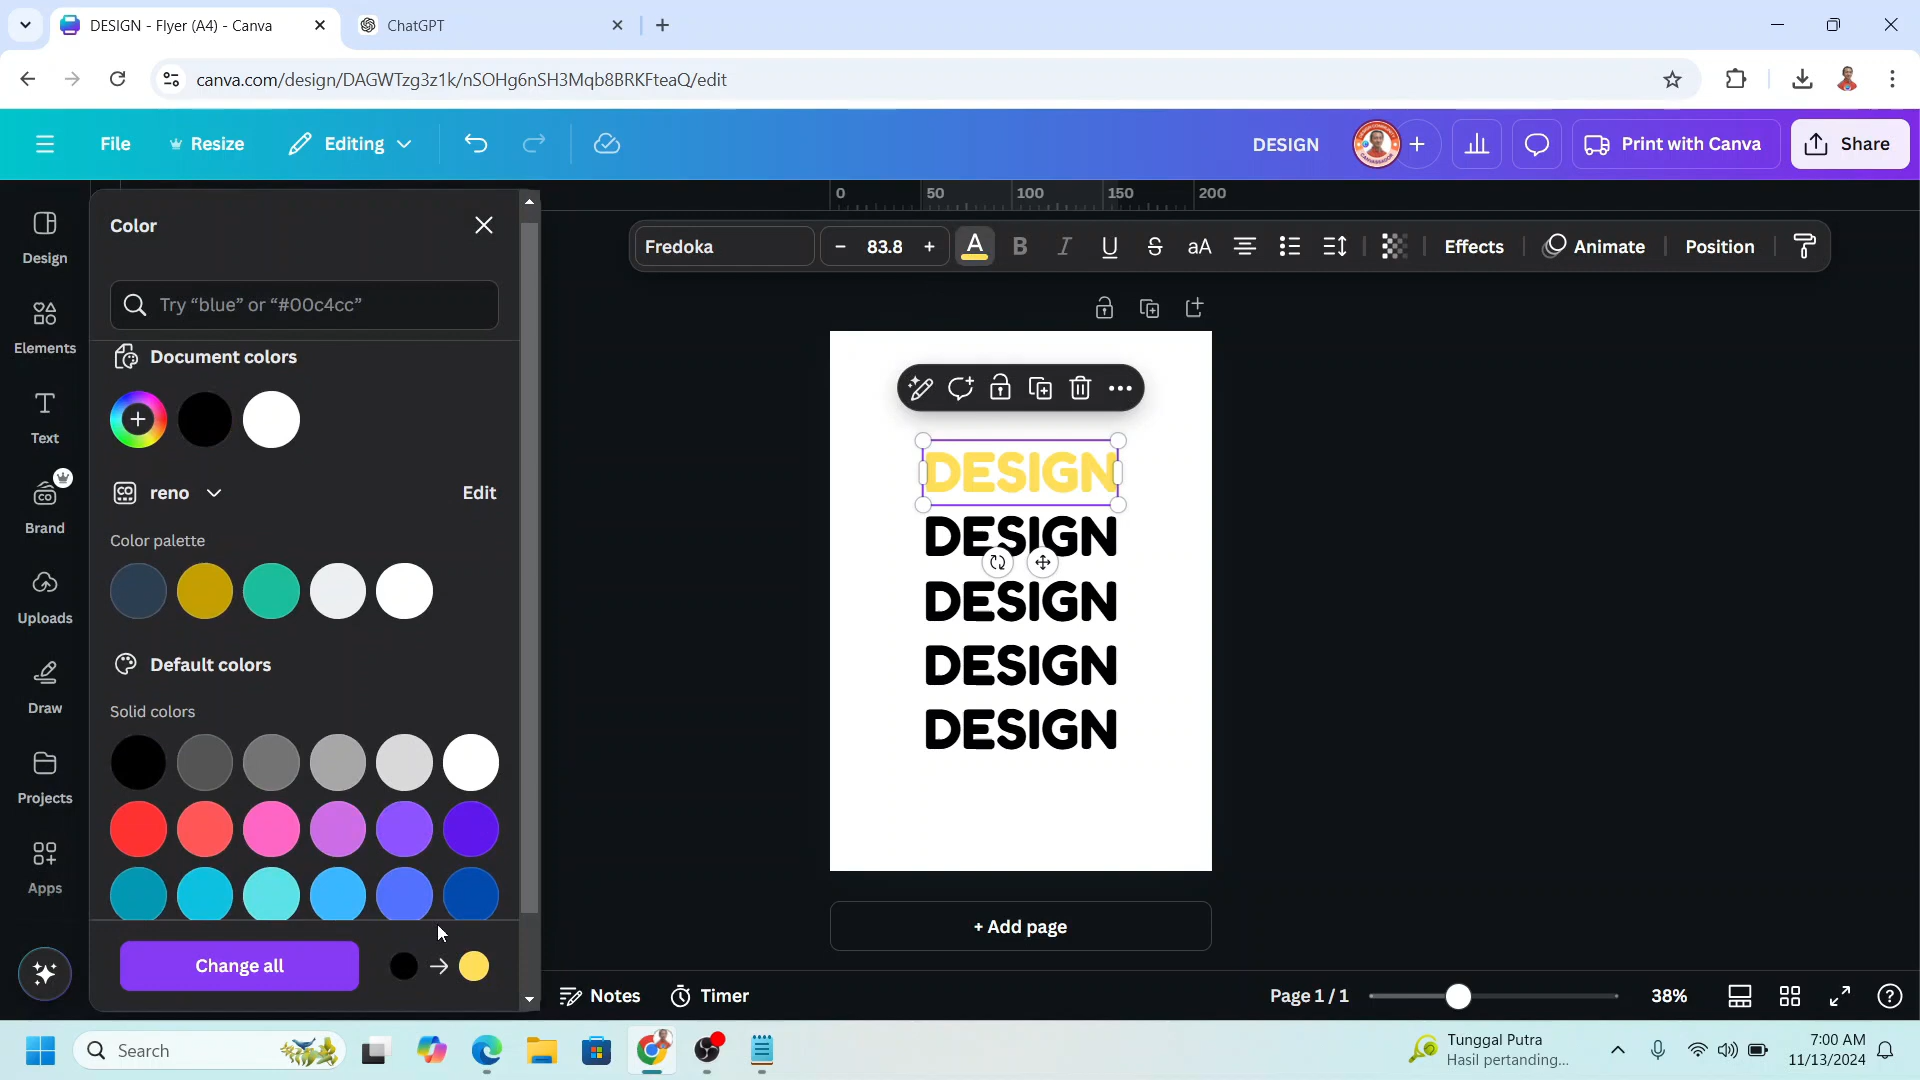 DESIGN - Flyer (A4) - Canva
ChatGPT
canva.com/design/DAGWTzg3z1k/nSOHg6nSH3Mqb8BRKFteaQ/edit
File
Resize
Editing
DESIGN
Print with Canva
Share
0 50 100 150 200
Design
Elements
Text
Brand
Uploads
Draw
Projects
Apps
Color
Try “blue” or “#00c4cc”
Document colors
reno
Edit
Color palette
Default colors
Solid colors
Change all
Fredoka
– 83.8 +
A B I U S aA
Effects
Animate
Position
DESIGN
DESIGN
DESIGN
DESIGN
DESIGN
+ Add page
Notes
Timer
Page 1 / 1
38%
Search
Tunggal Putra
Hasil pertanding...
7:00 AM
11/13/2024